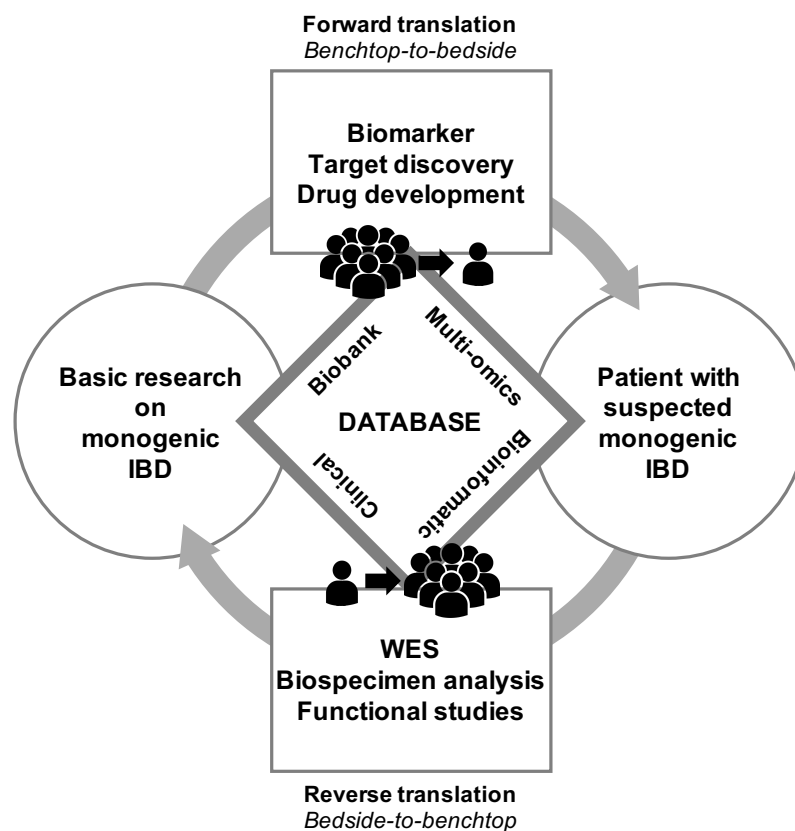 Forward translation
Benchtop-to-bedside
Biomarker
Target discovery
Drug development
Biobank
Multi-omics
Basic research
on
monogenic
IBD
DATABASE
Patient with
suspected
monogenic
IBD
Clinical
Bioinformatic
WES
Biospecimen analysis
Functional studies
Reverse translation
Bedside-to-benchtop